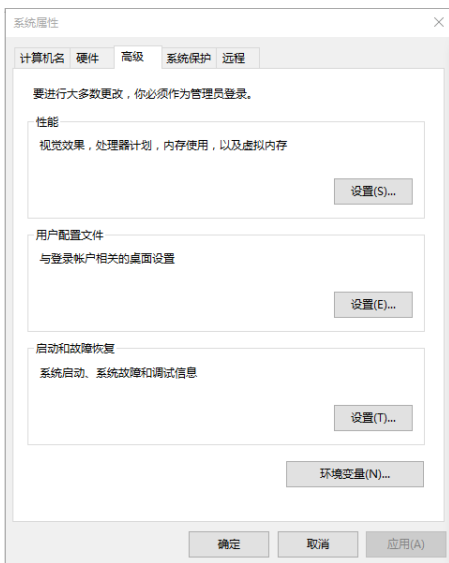 系统属性
计算机名 硬件 高级 系统保护 远程
要进行大多数更改，你必须作为管理员登录。
性能
视觉效果，处理器计划，内存使用，以及虚拟内存
设置(S)...
用户配置文件
与登录帐户相关的桌面设置
设置(E)...
启动和故障恢复
系统启动、系统故障和调试信息
设置(T)...
环境变量(N)...
确定 取消 应用(A)